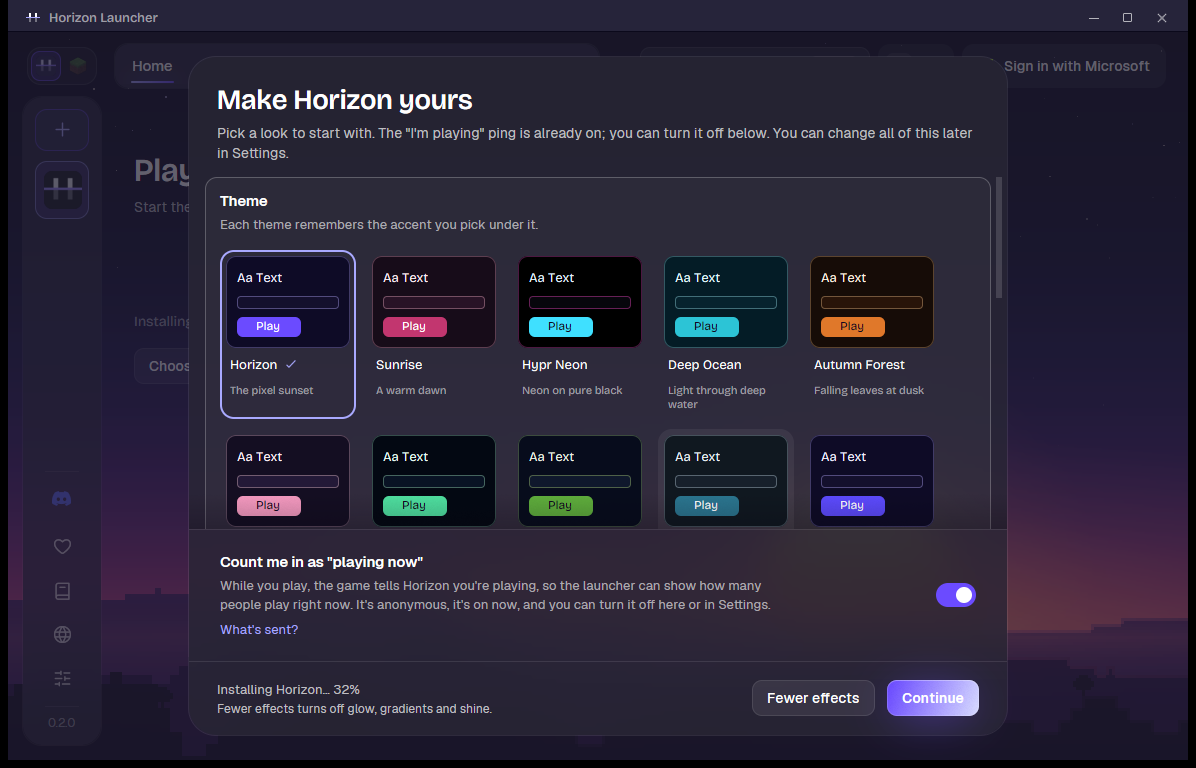 Horizon Launcher
Home
Sign in with Microsoft
Play
Start the
Installing
Choos
0.2.0
Make Horizon yours
Pick a look to start with. The "I'm playing" ping is already on; you can turn it off below. You can change all of this later
in Settings.
Theme
Each theme remembers the accent you pick under it.
Aa Text
Play
Horizon
The pixel sunset
Aa Text
Play
Sunrise
A warm dawn
Aa Text
Play
Hypr Neon
Neon on pure black
Aa Text
Play
Deep Ocean
Light through deep
water
Aa Text
Play
Autumn Forest
Falling leaves at dusk
Aa Text
Play
Aa Text
Play
Aa Text
Play
Aa Text
Play
Aa Text
Play
Count me in as "playing now"
While you play, the game tells Horizon you're playing, so the launcher can show how many
people play right now. It's anonymous, it's on now, and you can turn it off here or in Settings.
What's sent?
Installing Horizon… 32%
Fewer effects turns off glow, gradients and shine.
Fewer effects
Continue